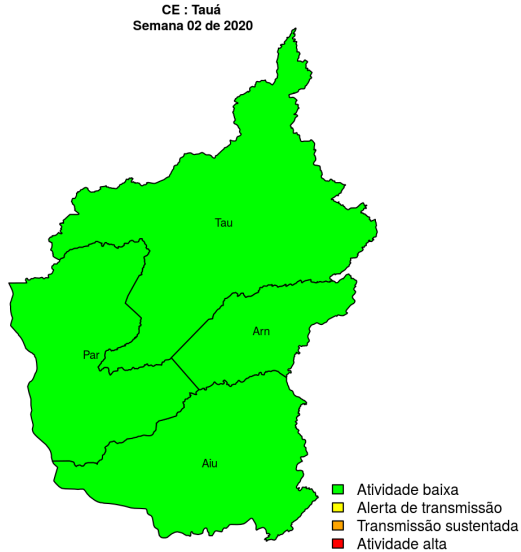 CE : Tauá
Semana 02 de 2020
Tau
Arn
Par
Aiu
Atividade baixa
Alerta de transmissão
Transmissão sustentada
Atividade alta